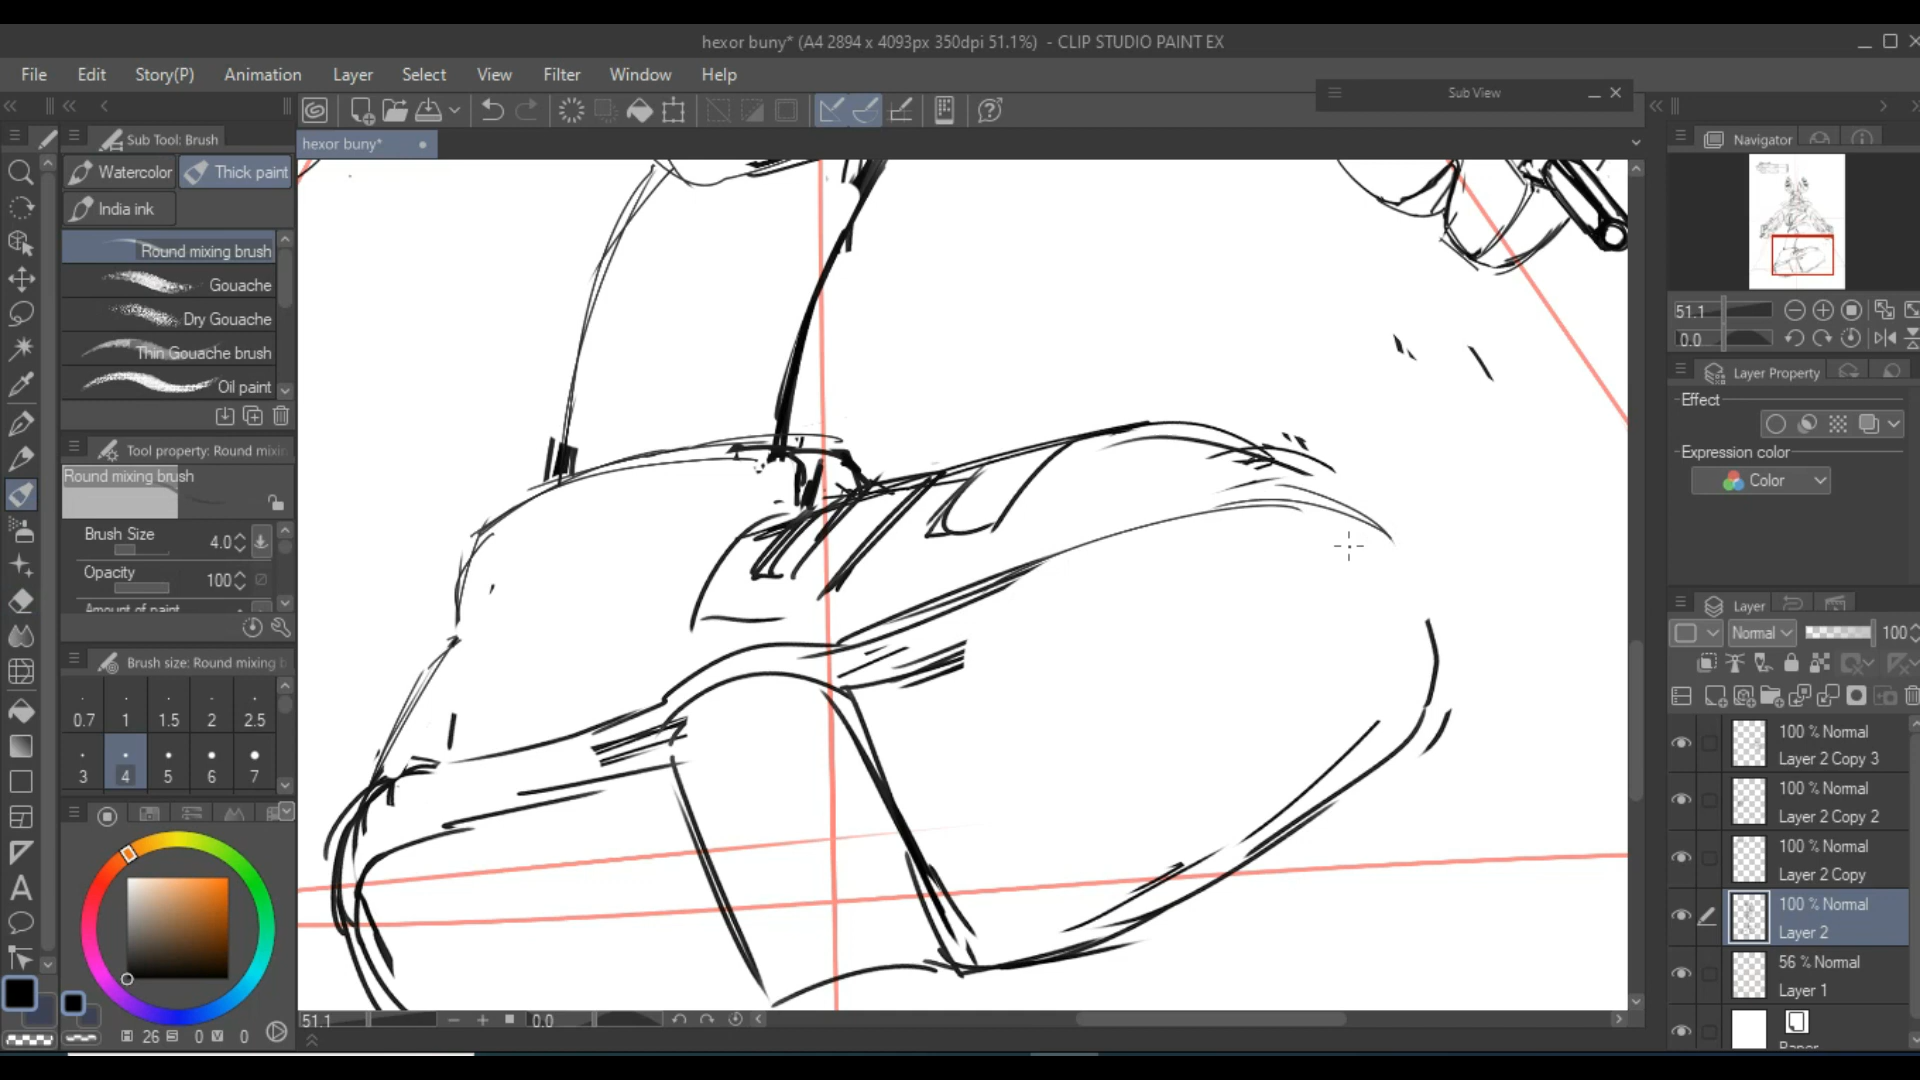 hexor buny* (A4 2894 x 4093px 350dpi 51.1%) - CLIP STUDIO PAINT EX
File Edit Story(P) Animation Layer Select View Filter Window Help
Sub View
Sub Tool: Brush
hexor buny*
Navigator
Watercolor Thick paint
India ink
Round mixing brush
Gouache
Dry Gouache
Thin Gouache brush
Oil paint
51.1
0.0
Layer Property
Effect
Expression color
Color
Tool property: Round mixin
Round mixing brush
Brush Size 4.0
Opacity 100
Amount of paint
Brush size: Round mixing b
0.7 1 1.5 2 2.5
3 4 5 6 7
Layer
Normal 100
100 % Normal
Layer 2 Copy 3
100 % Normal
Layer 2 Copy 2
100 % Normal
Layer 2 Copy
100 % Normal
Layer 2
56 % Normal
Layer 1
Paper
51.1 0.0
H 26 S 0 V 0